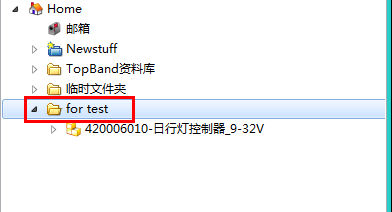 Home
邮箱
Newstuff
TopBand资料库
临时文件夹
for test
420006010-日行灯控制器_9-32V